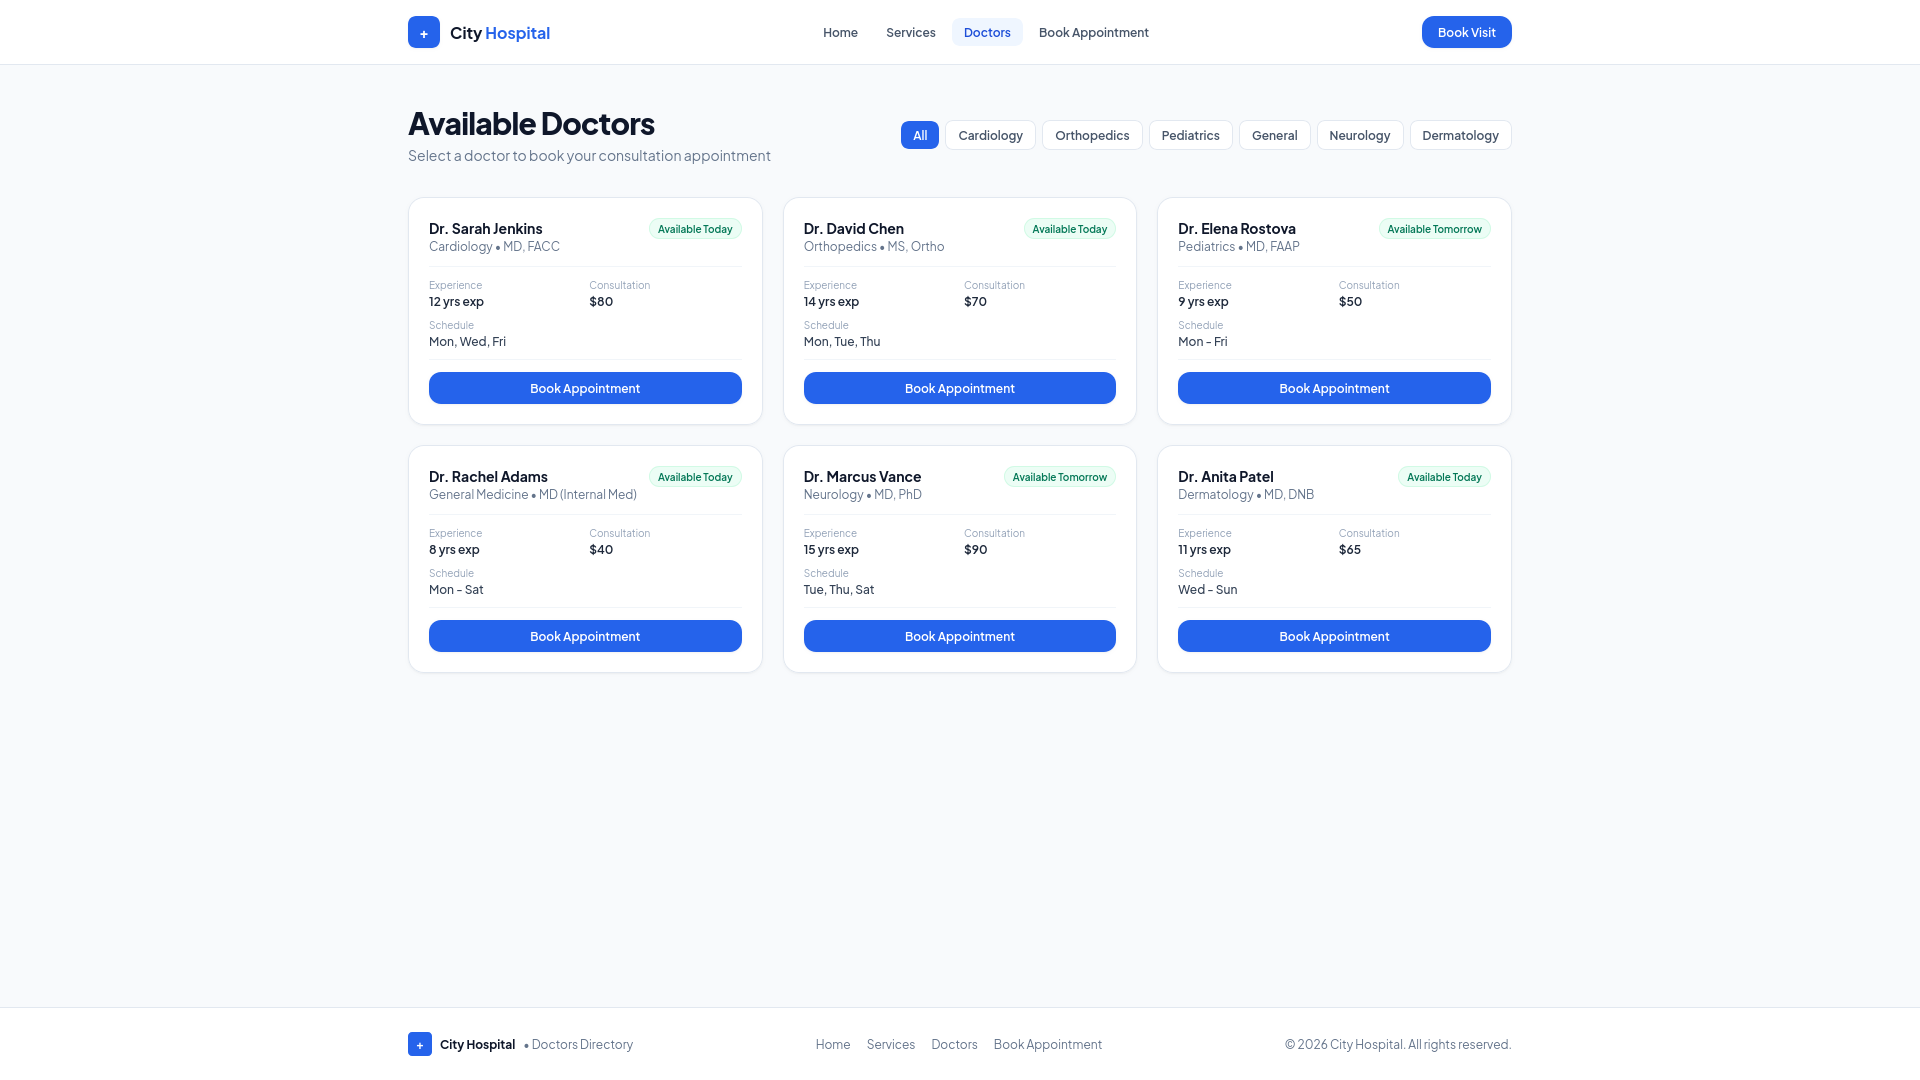 + City Hospital Home Services Doctors Book Appointment Book Visit
Available Doctors
Select a doctor to book your consultation appointment
All Cardiology Orthopedics Pediatrics General Neurology Dermatology
Dr. Sarah Jenkins Available Today
Cardiology • MD, FACC
Experience Consultation
12 yrs exp $80
Schedule
Mon, Wed, Fri
Book Appointment
Dr. David Chen Available Today
Orthopedics • MS, Ortho
Experience Consultation
14 yrs exp $70
Schedule
Mon, Tue, Thu
Book Appointment
Dr. Elena Rostova Available Tomorrow
Pediatrics • MD, FAAP
Experience Consultation
9 yrs exp $50
Schedule
Mon - Fri
Book Appointment
Dr. Rachel Adams Available Today
General Medicine • MD (Internal Med)
Experience Consultation
8 yrs exp $40
Schedule
Mon - Sat
Book Appointment
Dr. Marcus Vance Available Tomorrow
Neurology • MD, PhD
Experience Consultation
15 yrs exp $90
Schedule
Tue, Thu, Sat
Book Appointment
Dr. Anita Patel Available Today
Dermatology • MD, DNB
Experience Consultation
11 yrs exp $65
Schedule
Wed - Sun
Book Appointment
+ City Hospital • Doctors Directory Home Services Doctors Book Appointment © 2026 City Hospital. All rights reserved.